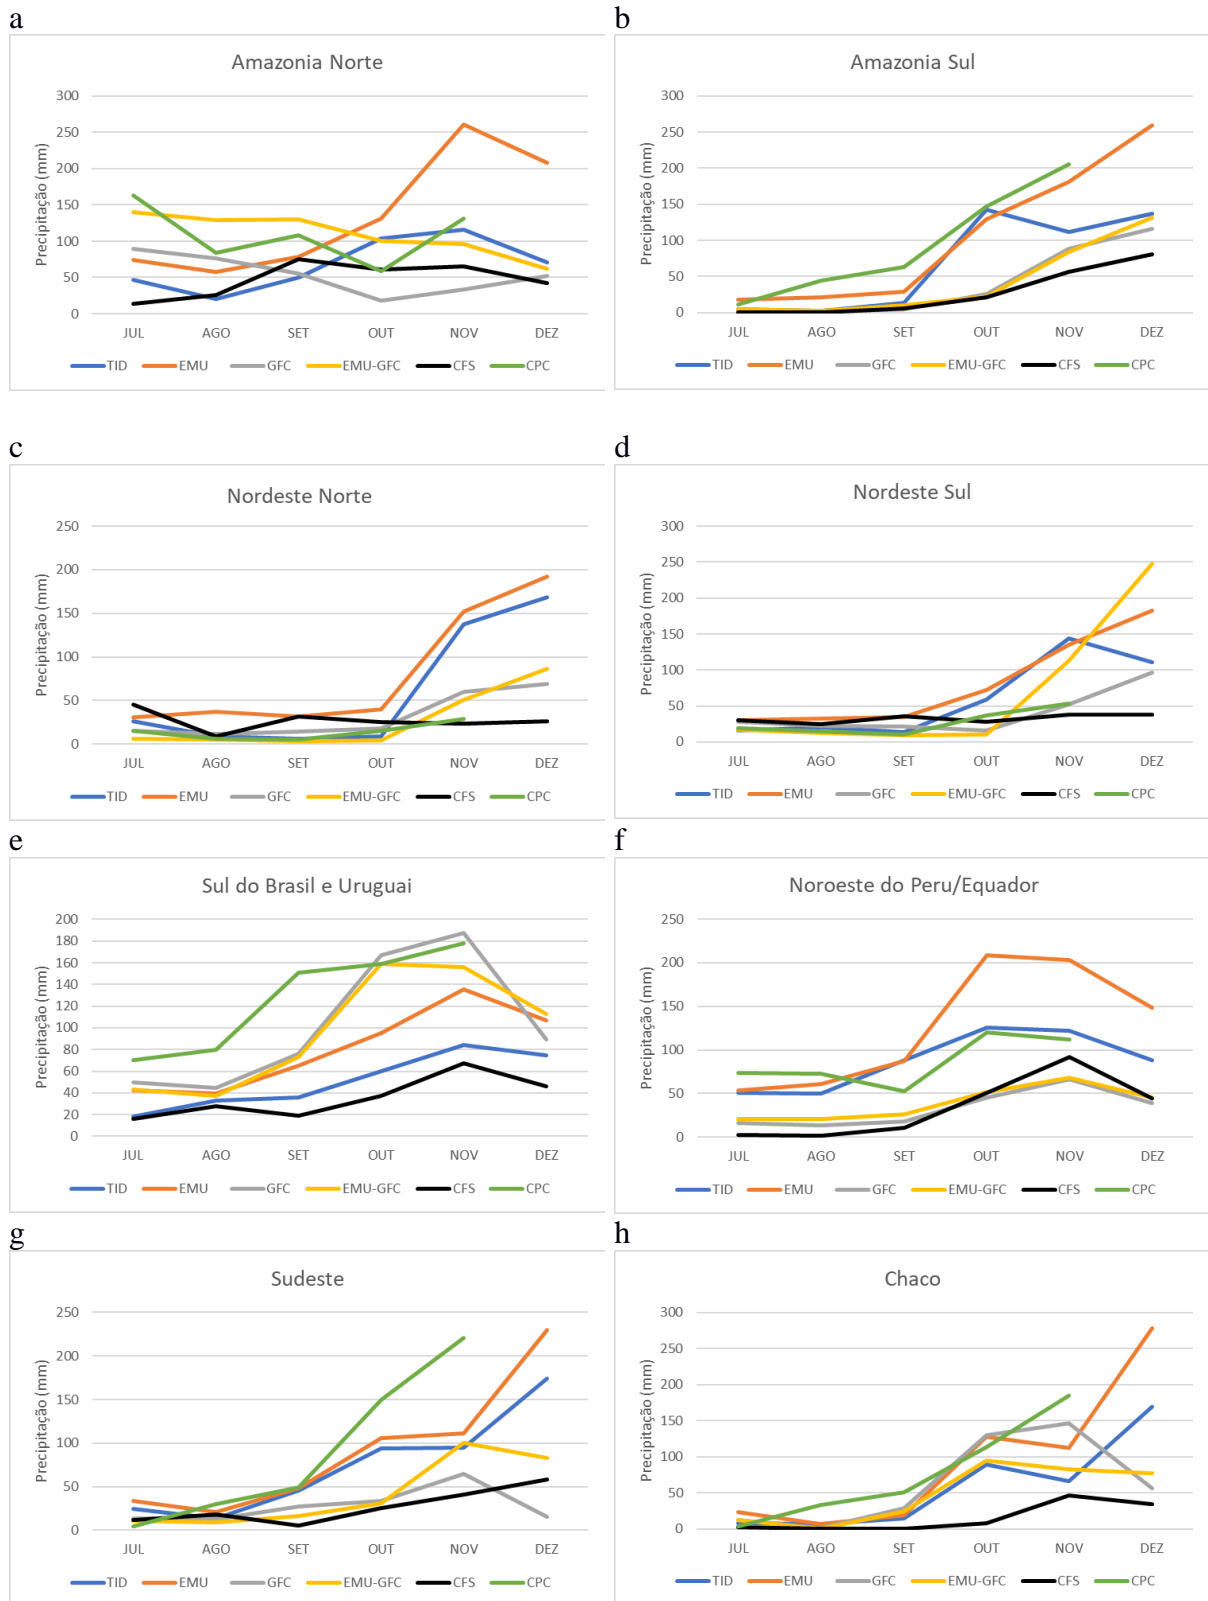 a
Amazonia Norte
Precipitação (mm)
300
250
200
150
100
50
0
JUL AGO SET OUT NOV DEZ
TID EMU GFC EMU-GFC CFS CPC
b
Amazonia Sul
Precipitação (mm)
300
250
200
150
100
50
0
JUL AGO SET OUT NOV DEZ
TID EMU GFC EMU-GFC CFS CPC
c
Nordeste Norte
Precipitação (mm)
250
200
150
100
50
0
JUL AGO SET OUT NOV DEZ
TID EMU GFC EMU-GFC CFS CPC
d
Nordeste Sul
Precipitação (mm)
300
250
200
150
100
50
0
JUL AGO SET OUT NOV DEZ
TID EMU GFC EMU-GFC CFS CPC
e
Sul do Brasil e Uruguai
Precipitação (mm)
200
180
160
140
120
100
80
60
40
20
0
JUL AGO SET OUT NOV DEZ
TID EMU GFC EMU-GFC CFS CPC
f
Noroeste do Peru/Equador
Precipitação (mm)
250
200
150
100
50
0
JUL AGO SET OUT NOV DEZ
TID EMU GFC EMU-GFC CFS CPC
g
Sudeste
Precipitação (mm)
250
200
150
100
50
0
JUL AGO SET OUT NOV DEZ
TID EMU GFC EMU-GFC CFS CPC
h
Chaco
Precipitação (mm)
300
250
200
150
100
50
0
JUL AGO SET OUT NOV DEZ
TID EMU GFC EMU-GFC CFS CPC